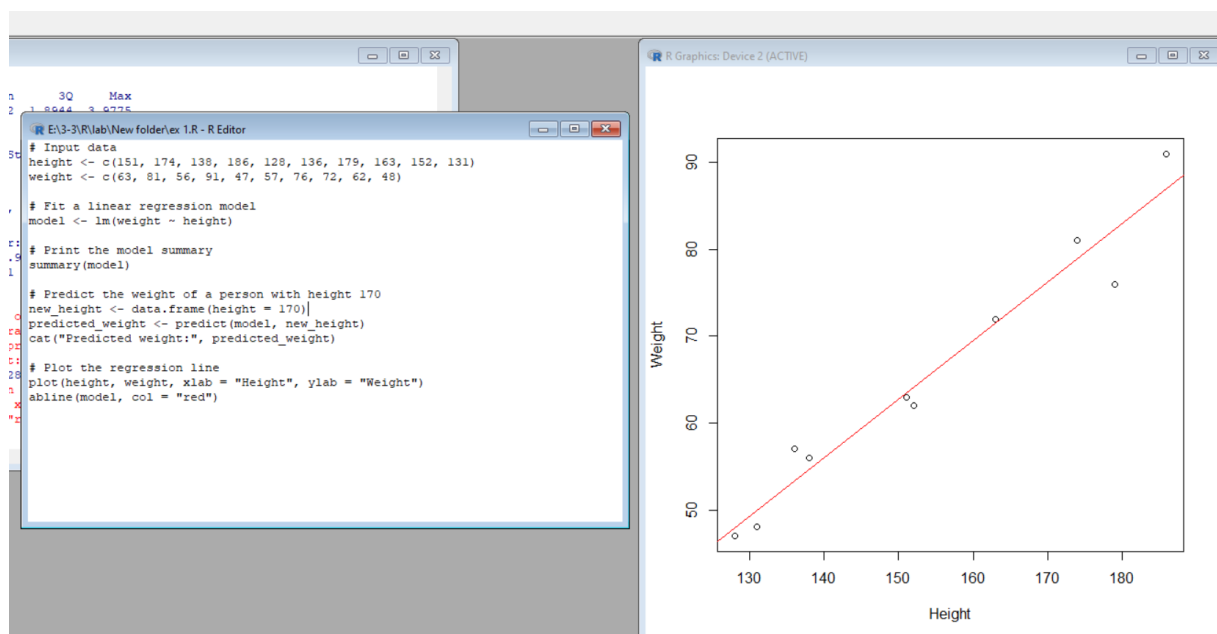 3Q Max
1.8944 3.9775
E:\3-3\R\lab\New folder\ex 1.R - R Editor
# Input data
height <- c(151, 174, 138, 186, 128, 136, 179, 163, 152, 131)
weight <- c(63, 81, 56, 91, 47, 57, 76, 72, 62, 48)
# Fit a linear regression model
model <- lm(weight ~ height)
# Print the model summary
summary(model)
# Predict the weight of a person with height 170
new_height <- data.frame(height = 170)
predicted_weight <- predict(model, new_height)
cat("Predicted weight:", predicted_weight)
# Plot the regression line
plot(height, weight, xlab = "Height", ylab = "Weight")
abline(model, col = "red")
R Graphics: Device 2 (ACTIVE)
90
80
70
60
50
Weight
130 140 150 160 170 180
Height